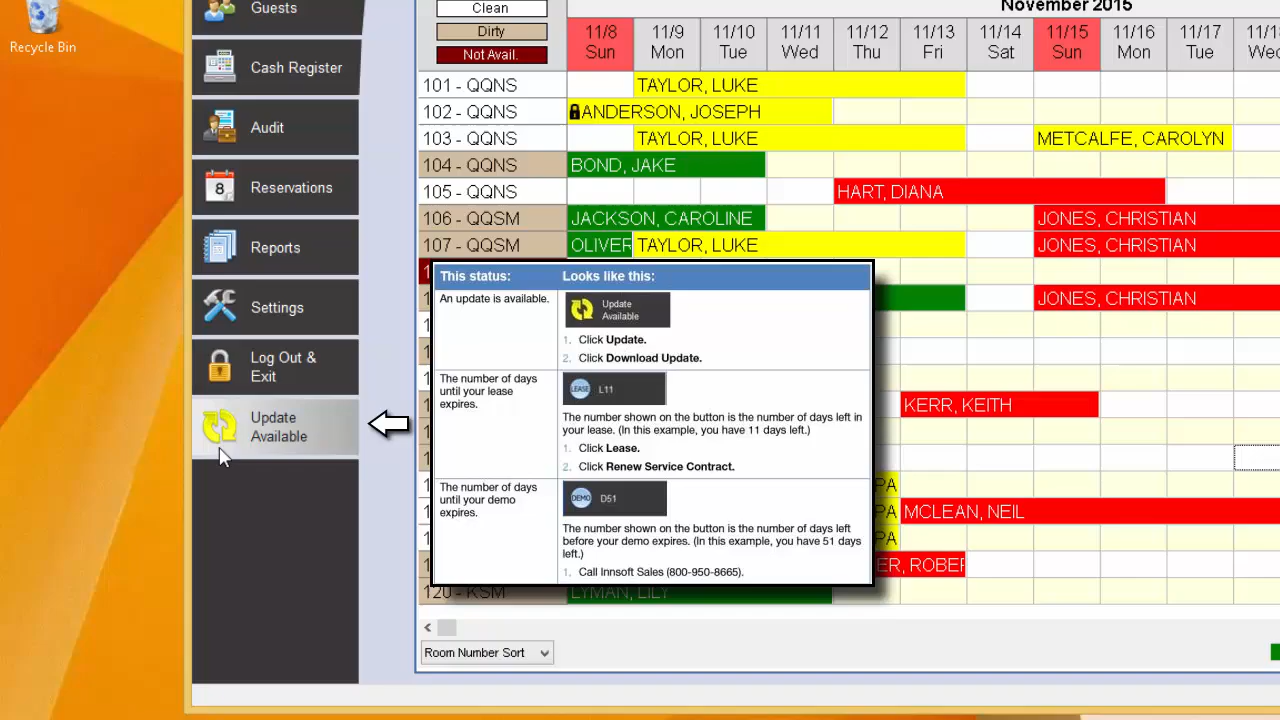 Recycle Bin
Guests
Cash Register
Audit
8
Reservations
Reports
Settings
Log Out &
Exit
Update
Available
Clean
Dirty
Not Avail.
November 2015
11/8 11/9 11/10 11/11 11/12 11/13 11/14 11/15 11/16 11/17
Sun Mon Tue Wed Thu Fri Sat Sun Mon Tue
101 - QQNS TAYLOR, LUKE
102 - QQNS ANDERSON, JOSEPH
103 - QQNS TAYLOR, LUKE METCALFE, CAROLYN
104 - QQNS BOND, JAKE
105 - QQNS HART, DIANA
106 - QQSM JACKSON, CAROLINE JONES, CHRISTIAN
107 - QQSM OLIVER TAYLOR, LUKE JONES, CHRISTIAN
JONES, CHRISTIAN
KERR, KEITH
PA
PA MCLEAN, NEIL
PA
ER, ROBER
120 - KSM LYMAN, LILY
This status: Looks like this:
An update is available.
Update
Available
1. Click Update.
2. Click Download Update.
The number of days
until your lease
expires.
LEASE L11
The number shown on the button is the number of days left in
your lease. (In this example, you have 11 days left.)
1. Click Lease.
2. Click Renew Service Contract.
The number of days
until your demo
expires.
DEMO D51
The number shown on the button is the number of days left
before your demo expires. (In this example, you have 51 days
left.)
1. Call Innsoft Sales (800-950-8665).
Room Number Sort